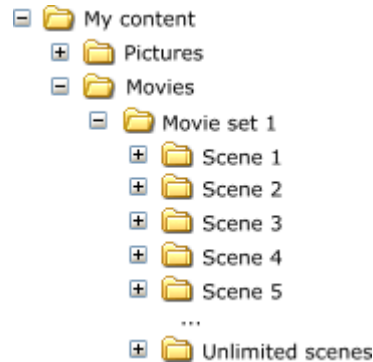 My content
Pictures
Movies
Movie set 1
Scene 1
Scene 2
Scene 3
Scene 4
Scene 5
...
Unlimited scenes